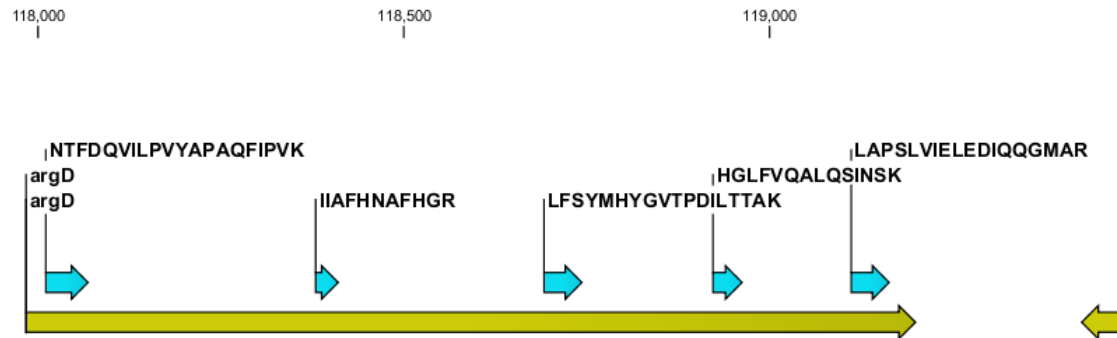 118,000 118,500 119,000
NTFDQVILPVYAPAQFIPVK LAPSLVIELEDIQQGMAR
argD HGLFVQALQSINSK
argD IIAFHNAFHGR LFSYMHYGVTPDILTTAK